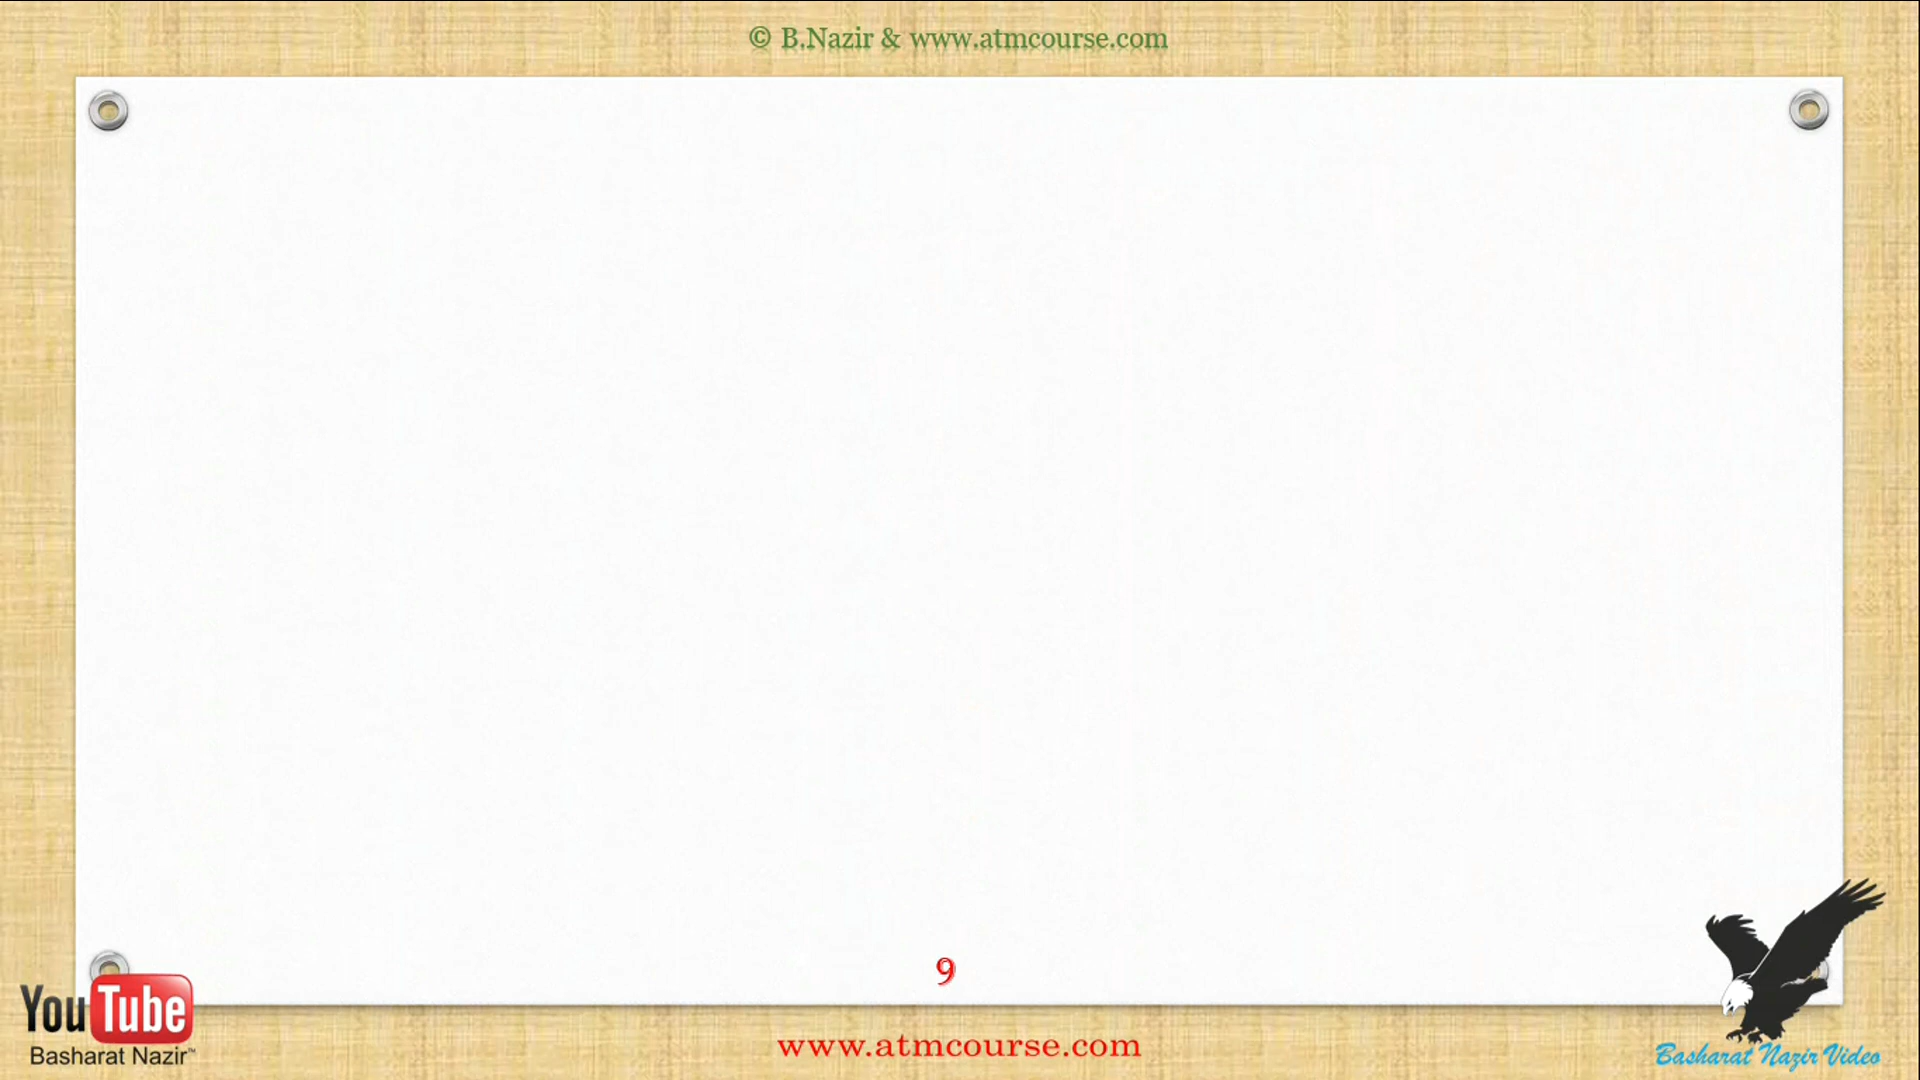 © B.Nazir & www.atmcourse.com
9
YouTube
Basharat Nazir™
www.atmcourse.com
Basharat Nazir Video